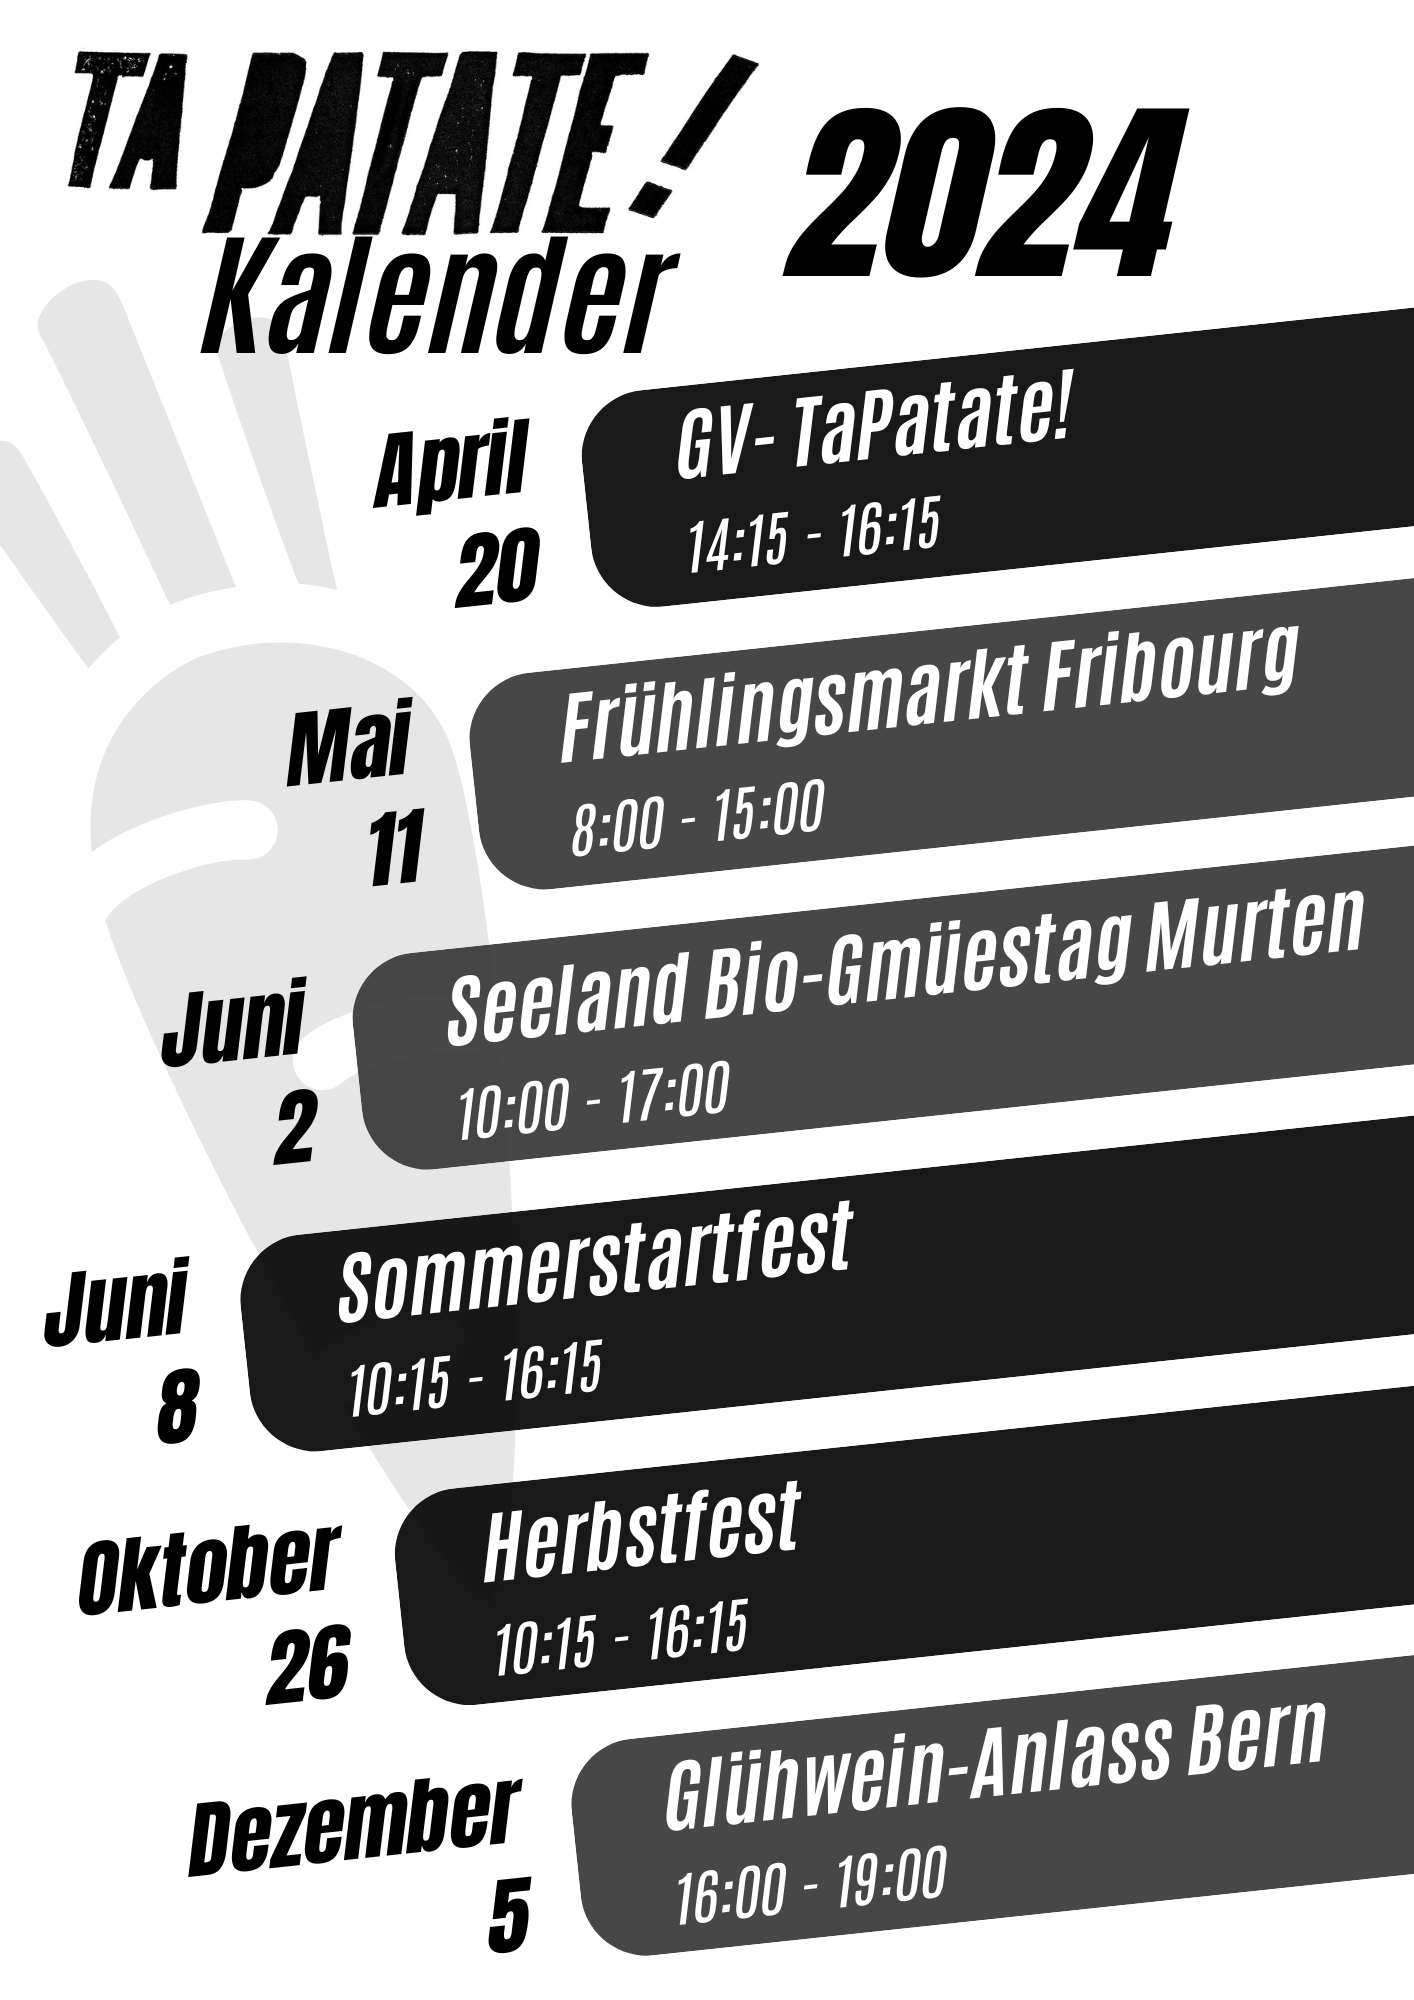 TA PATATE!
Kalender
2024
April
20
GV- TaPatate!
14:15 - 16:15
Mai
11
Frühlingsmarkt Fribourg
8:00 - 15:00
Juni
2
Seeland Bio-Gmüestag Murten
10:00 - 17:00
Juni
8
Sommerstartfest
10:15 - 16:15
Oktober
26
Herbstfest
10:15 - 16:15
Dezember
5
Glühwein-Anlass Bern
16:00 - 19:00